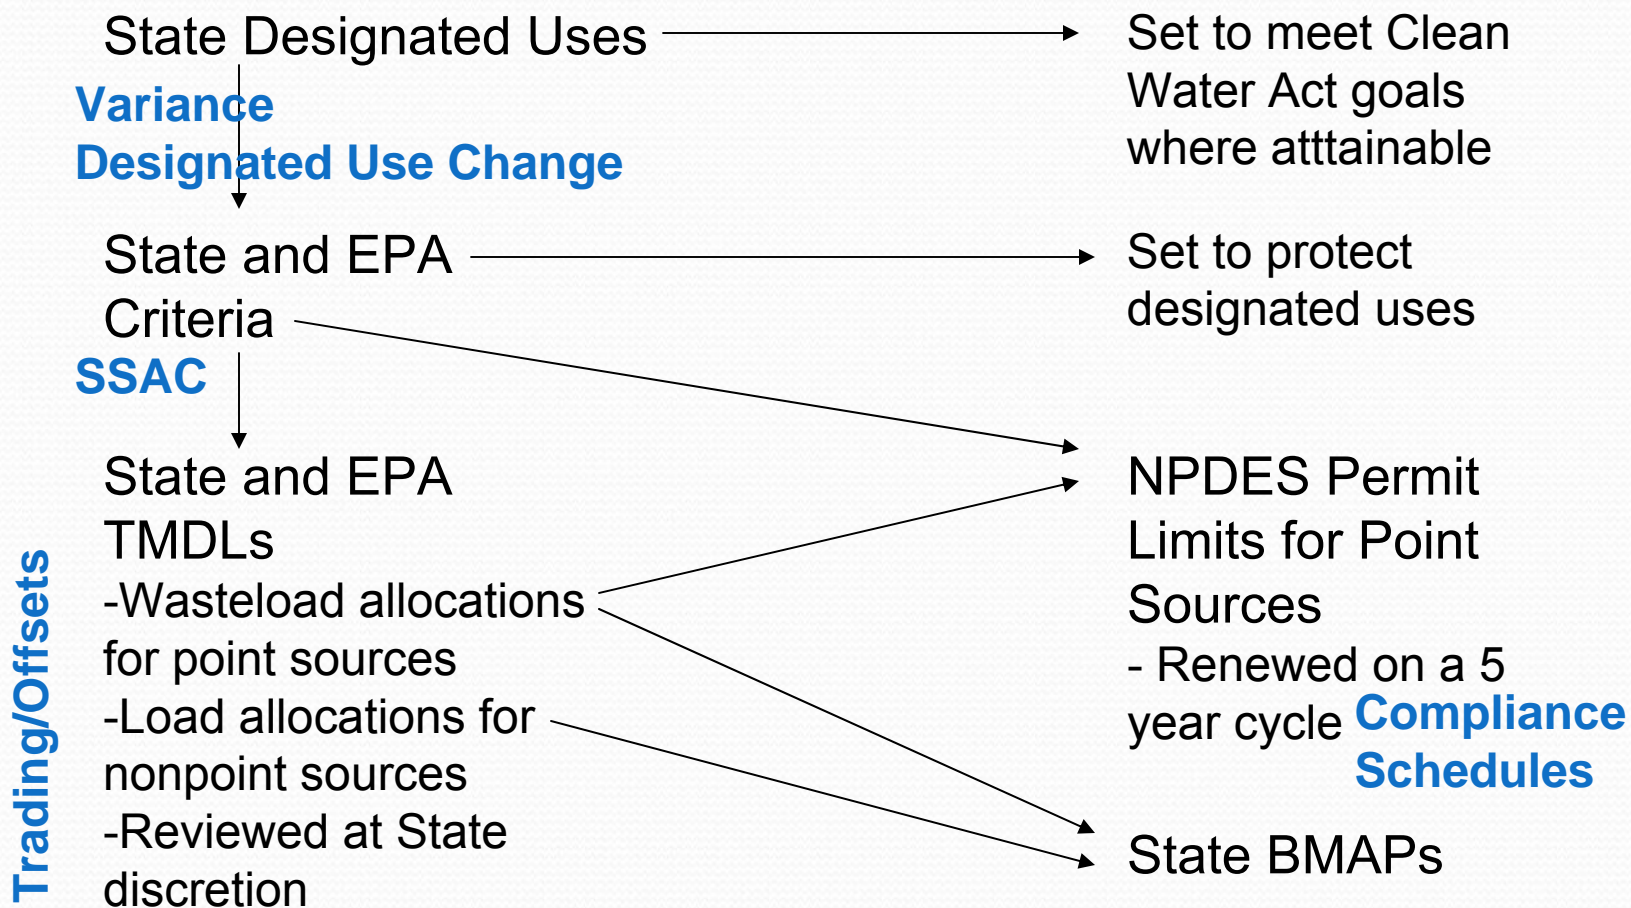 State Designated Uses
Set to meet Clean
Water Act goals
where atttainable
Variance
Designated Use Change
State and EPA
Criteria
Set to protect
designated uses
SSAC
State and EPA
TMDLs
-Wasteload allocations
for point sources
-Load allocations for
nonpoint sources
-Reviewed at State
discretion
Trading/Offsets
NPDES Permit
Limits for Point
Sources
- Renewed on a 5
year cycle
Compliance
Schedules
State BMAPs